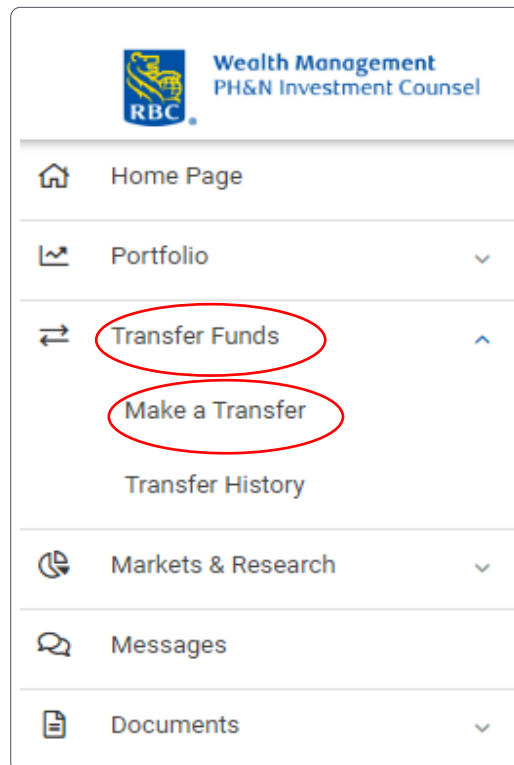 Wealth Management
PH&N Investment Counsel
RBC
Home Page
Portfolio
Transfer Funds
Make a Transfer
Transfer History
Markets & Research
Messages
Documents